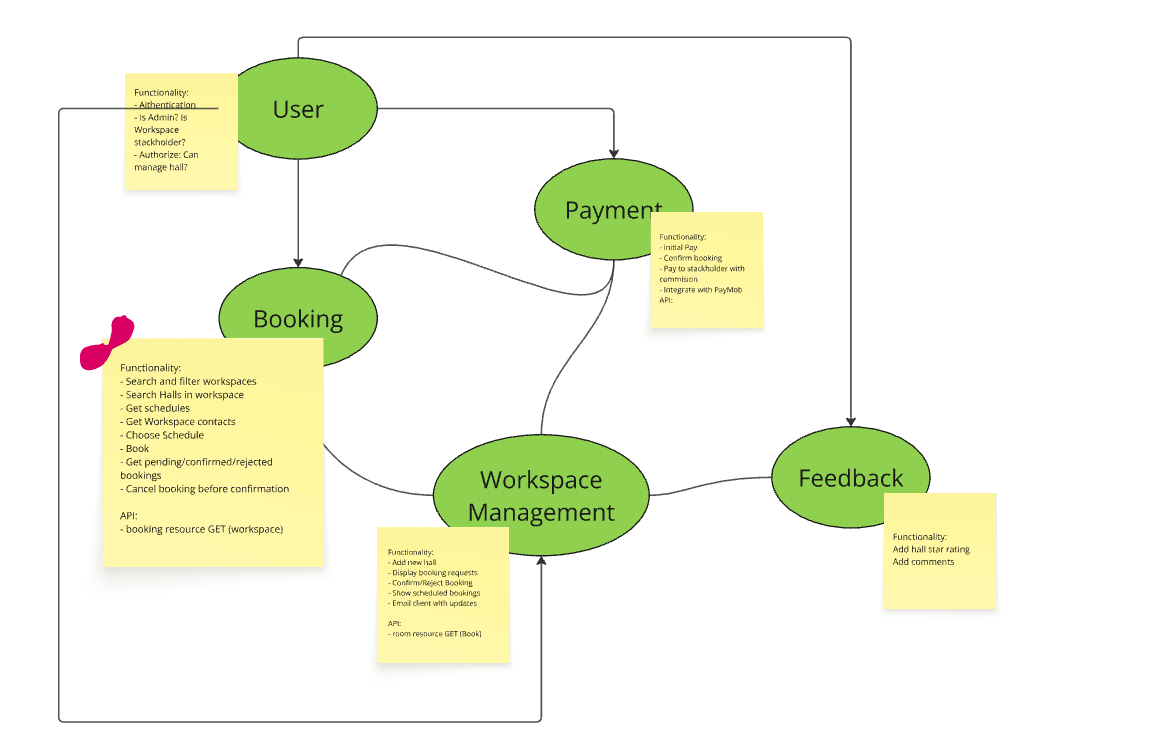 User
Functionality:
- Aithentication
- Is Admin? Is
Workspace
stackholder?
- Authorize: Can
manage hall?
Payment
Functionality:
- Initial Pay
- Confirm booking
- Pay to stackholder with
commision
- Integrate with PayMob
API:
Booking
Functionality:
- Search and filter workspaces
- Search Halls in workspace
- Get schedules
- Get Workspace contacts
- Choose Schedule
- Book
- Get pending/confirmed/rejected
bookings
- Cancel booking before confirmation
API:
- booking resource GET (workspace)
Workspace
Management
Functionality:
- Add new hall
- Display booking requests
- Confirm/Reject Booking
- Show scheduled bookings
- Email client with updates
API:
- room resource GET (Book)
Feedback
Functionality:
Add hall star rating
Add comments